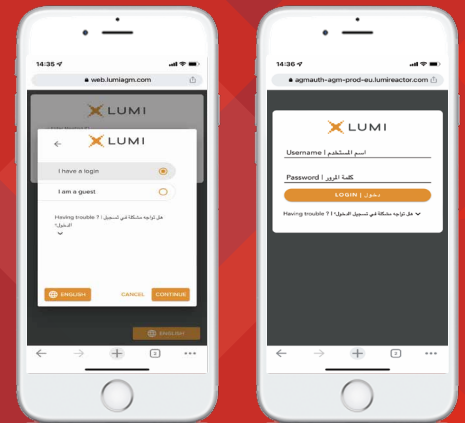 14:35
web.lumiagm.com
LUMI
LUMI
I have a login
I am a guest
Having trouble ? | هل تواجه مشكلة في تسجيل
الدخول؟
ENGLISH
CANCEL
CONTINUE
ENGLISH
14:36
agmauth-agm-prod-eu.lumireactor.com
LUMI
Username | اسم المستخدم
Password | كلمة المرور
LOGIN | دخول
Having trouble ? | هل تواجه مشكلة في تسجيل الدخول؟